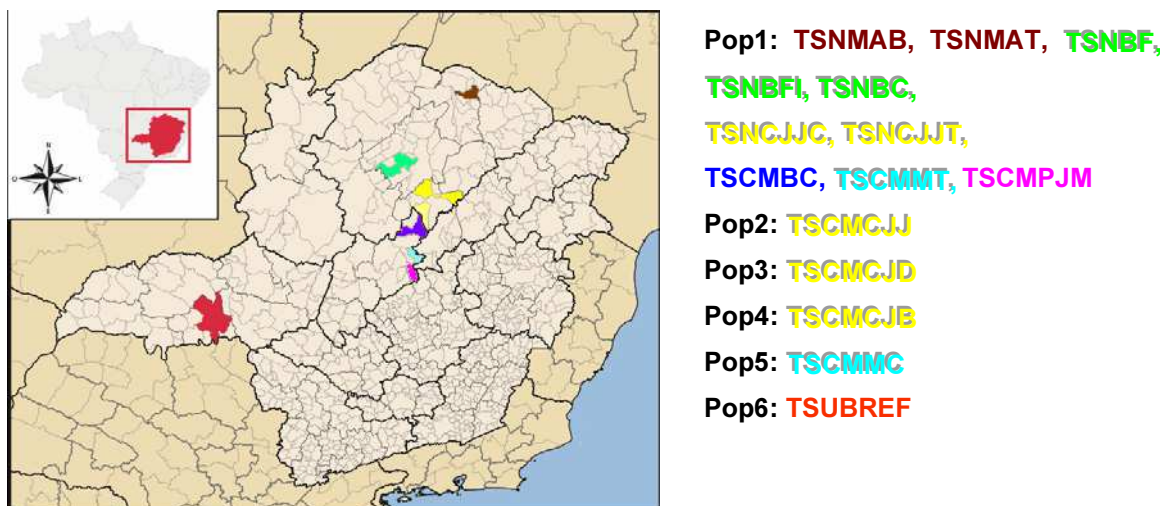 N
O
L
S
Pop1: TSNMAB, TSNMAT, TSNBF,
TSNBFI, TSNBC,
TSNCJJC, TSNCJJT,
TSCMBC, TSCMMT, TSCMPJM
Pop2: TSCMCJJ
Pop3: TSCMCJD
Pop4: TSCMCJB
Pop5: TSCMMC
Pop6: TSUBREF